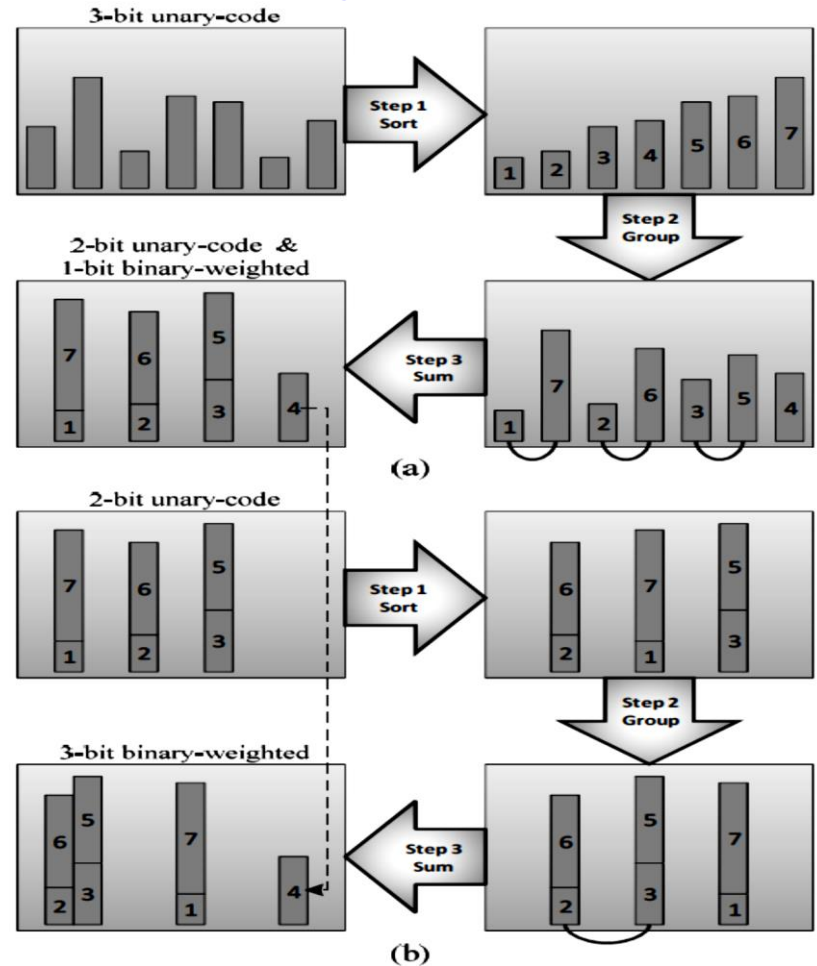 3-bit unary-code
Step 1
Sort
1 2 3 4 5 6 7
Step 2
Group
2-bit unary-code &
1-bit binary-weighted
7 6 5
1 2 3 4
Step 3
Sum
1 7 2 6 3 5 4
(a)
2-bit unary-code
7 6 5
1 2 3
Step 1
Sort
6 7 5
2 1 3
Step 2
Group
3-bit binary-weighted
6 5 7
2 3 1 4
Step 3
Sum
6 5 7
2 3 1
(b)